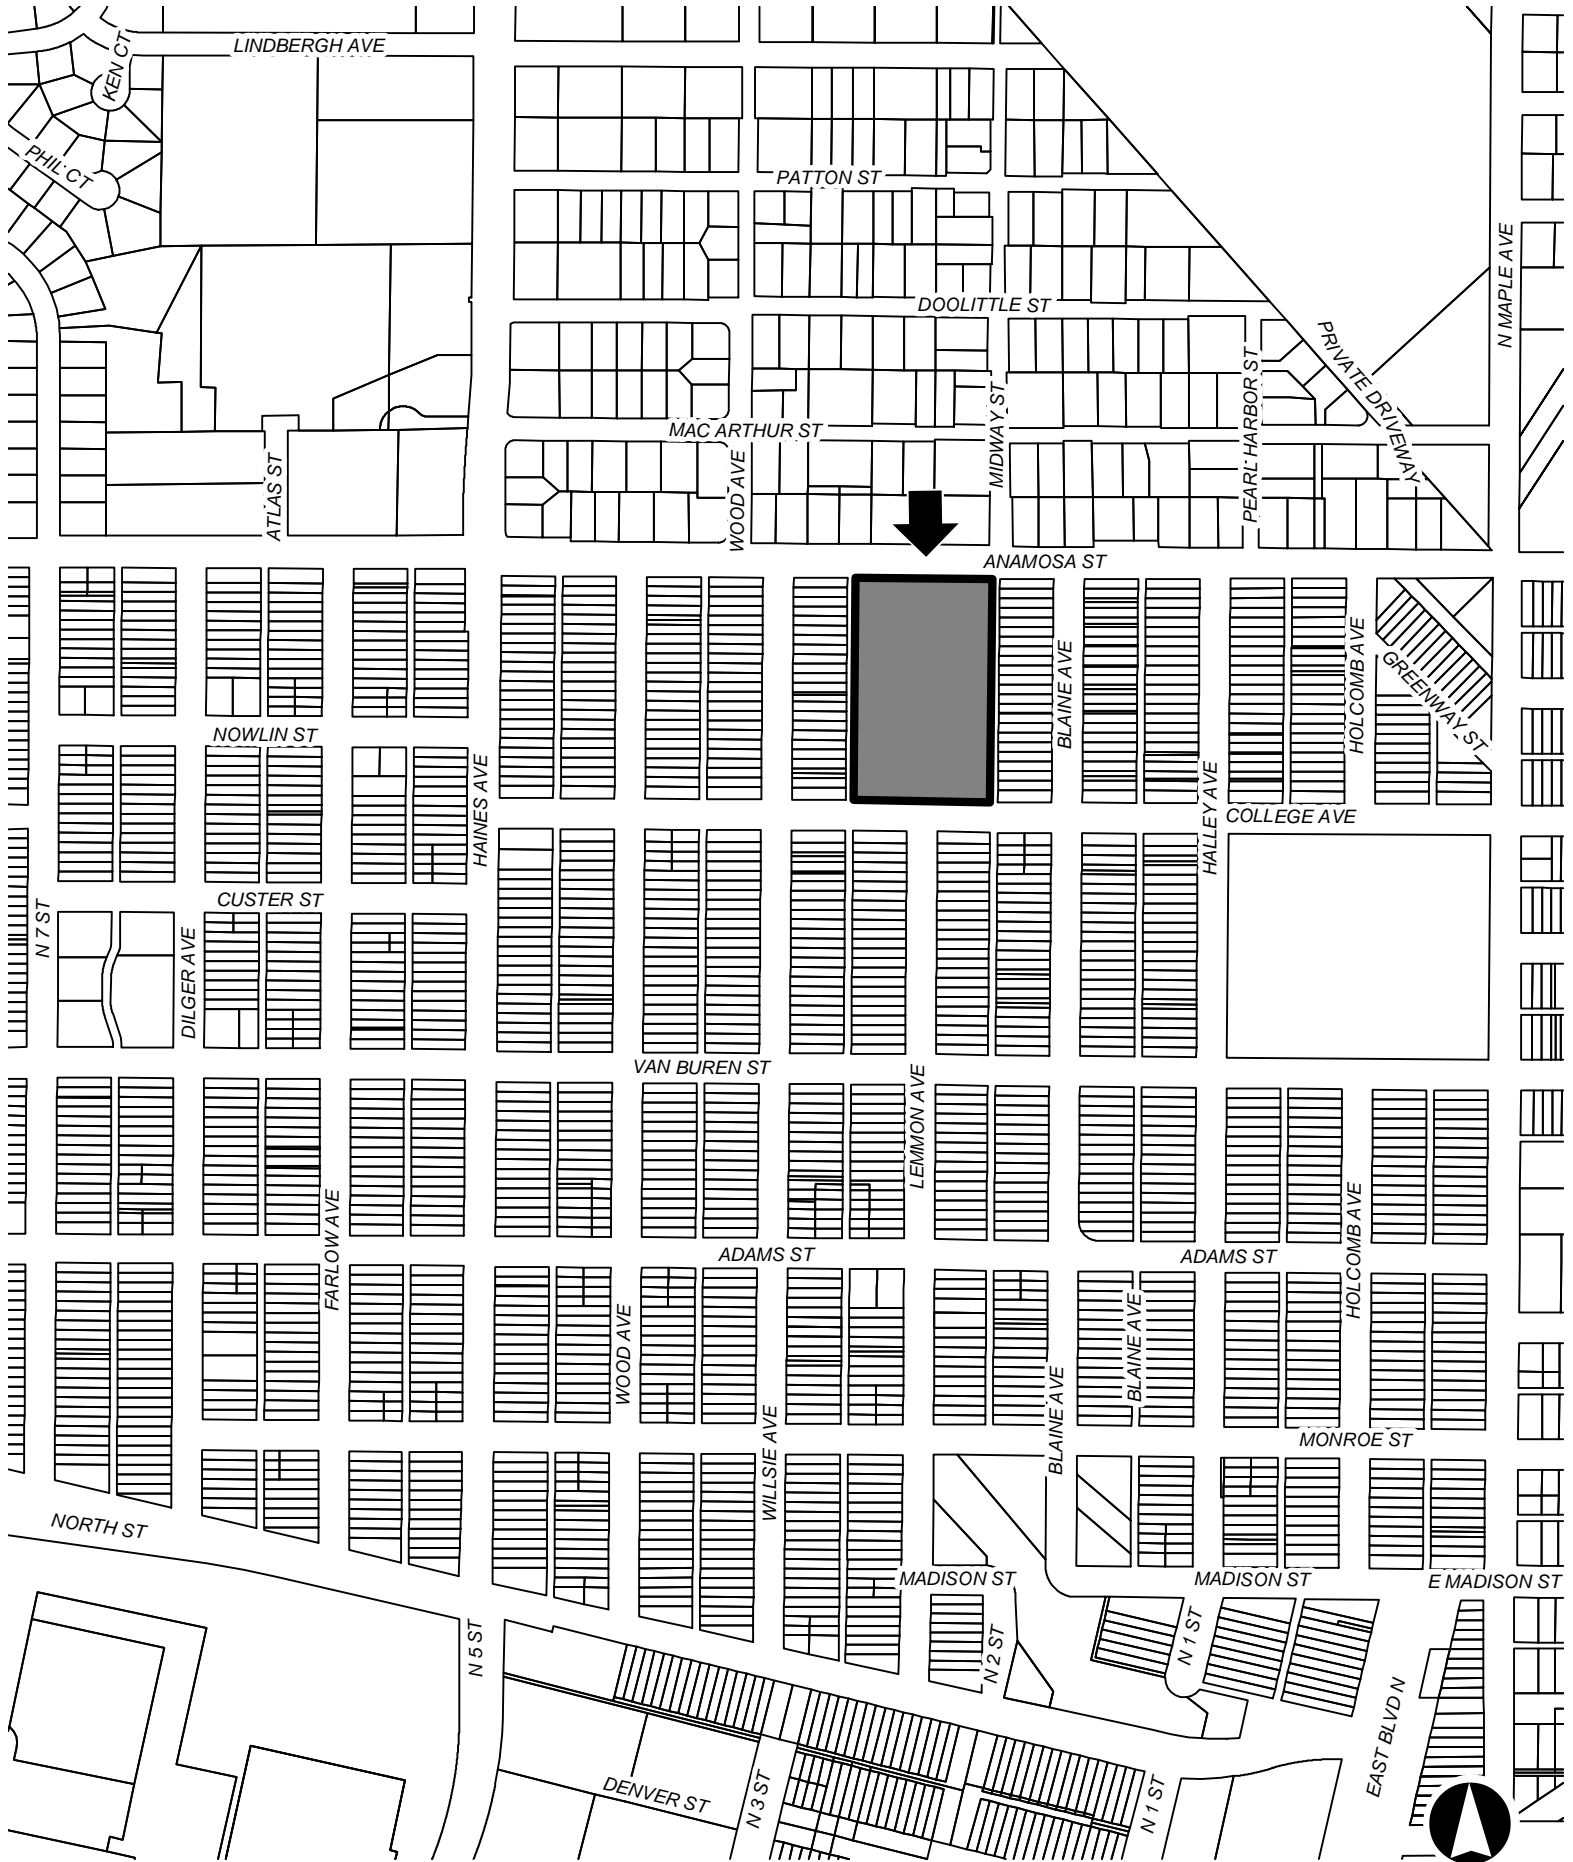 LINDBERGH AVE
KEN CT
PHIL CT
PATTON ST
N MAPLE AVE
DOOLITTLE ST
PRIVATE DRIVEWAY
PEARL HARBOR ST
MIDWAY ST
MAC ARTHUR ST
ATLAS ST
WOOD AVE
ANAMOSA ST
BLAINE AVE
HOLCOMB AVE
GREENWAY ST
NOWLIN ST
HAINES AVE
HALLEY AVE
COLLEGE AVE
CUSTER ST
N 7 ST
DILGER AVE
VAN BUREN ST
LEMMON AVE
FARLOW AVE
ADAMS ST
ADAMS ST
HOLCOMB AVE
WOOD AVE
BLAINE AVE
BLAINE AVE
WILLSIE AVE
MONROE ST
NORTH ST
MADISON ST
MADISON ST
E MADISON ST
N 5 ST
N 2 ST
N 1 ST
EAST BLVD N
DENVER ST
N 3 ST
N 1 ST